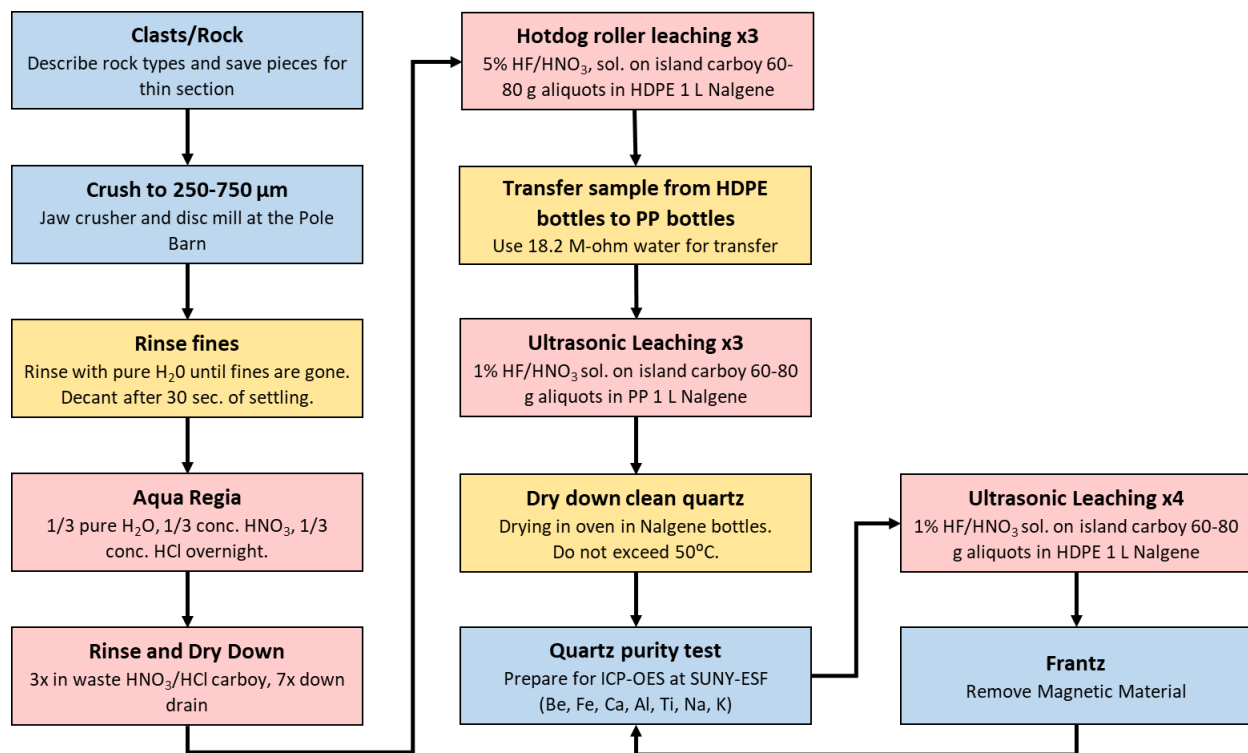 Clasts/Rock
Describe rock types and save pieces for
thin section
Crush to 250-750 µm
Jaw crusher and disc mill at the Pole
Barn
Rinse fines
Rinse with pure H₂0 until fines are gone.
Decant after 30 sec. of settling.
Aqua Regia
1/3 pure H₂O, 1/3 conc. HNO₃, 1/3
conc. HCl overnight.
Rinse and Dry Down
3x in waste HNO₃/HCl carboy, 7x down
drain
Hotdog roller leaching x3
5% HF/HNO₃, sol. on island carboy 60-
80 g aliquots in HDPE 1 L Nalgene
Transfer sample from HDPE
bottles to PP bottles
Use 18.2 M-ohm water for transfer
Ultrasonic Leaching x3
1% HF/HNO₃ sol. on island carboy 60-80
g aliquots in PP 1 L Nalgene
Dry down clean quartz
Drying in oven in Nalgene bottles.
Do not exceed 50⁰C.
Quartz purity test
Prepare for ICP-OES at SUNY-ESF
(Be, Fe, Ca, Al, Ti, Na, K)
Ultrasonic Leaching x4
1% HF/HNO₃ sol. on island carboy 60-80
g aliquots in HDPE 1 L Nalgene
Frantz
Remove Magnetic Material